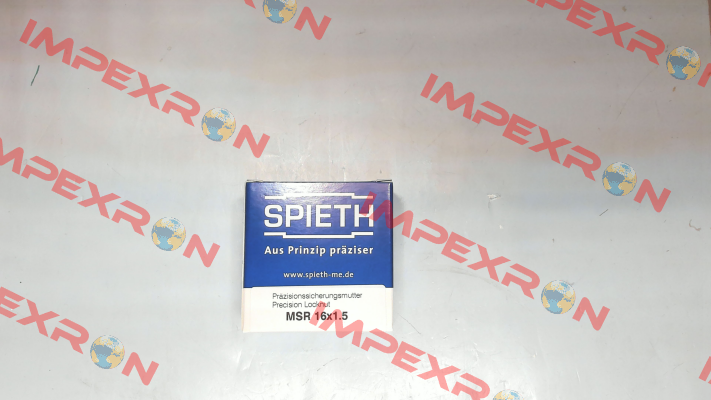 IMPEXRON
IMPEXRON
IMPEXRON
IMPEXRON
IMPEXRON
IMPEXRON
IMPEXRON
IMPEXRON
SPIETH
Aus Prinzip präziser
www.spieth-me.de
Präzisionssicherungsmutter
Precision Locknut
MSR 16x1.5